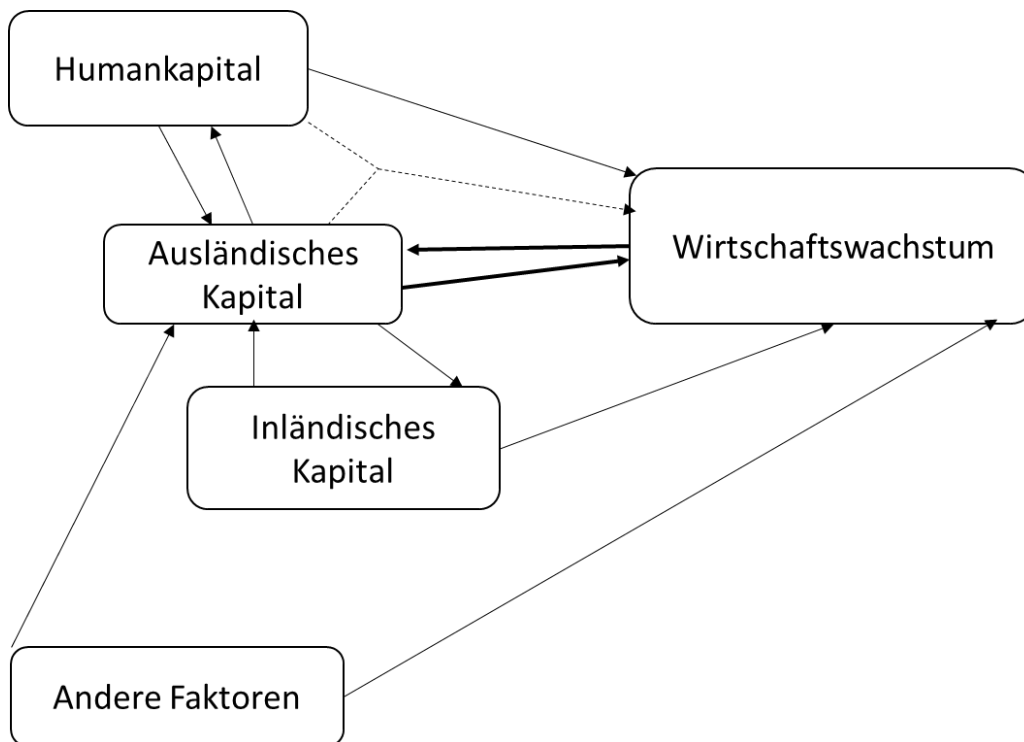 Humankapital
Ausländisches
Kapital
Wirtschaftswachstum
Inländisches
Kapital
Andere Faktoren